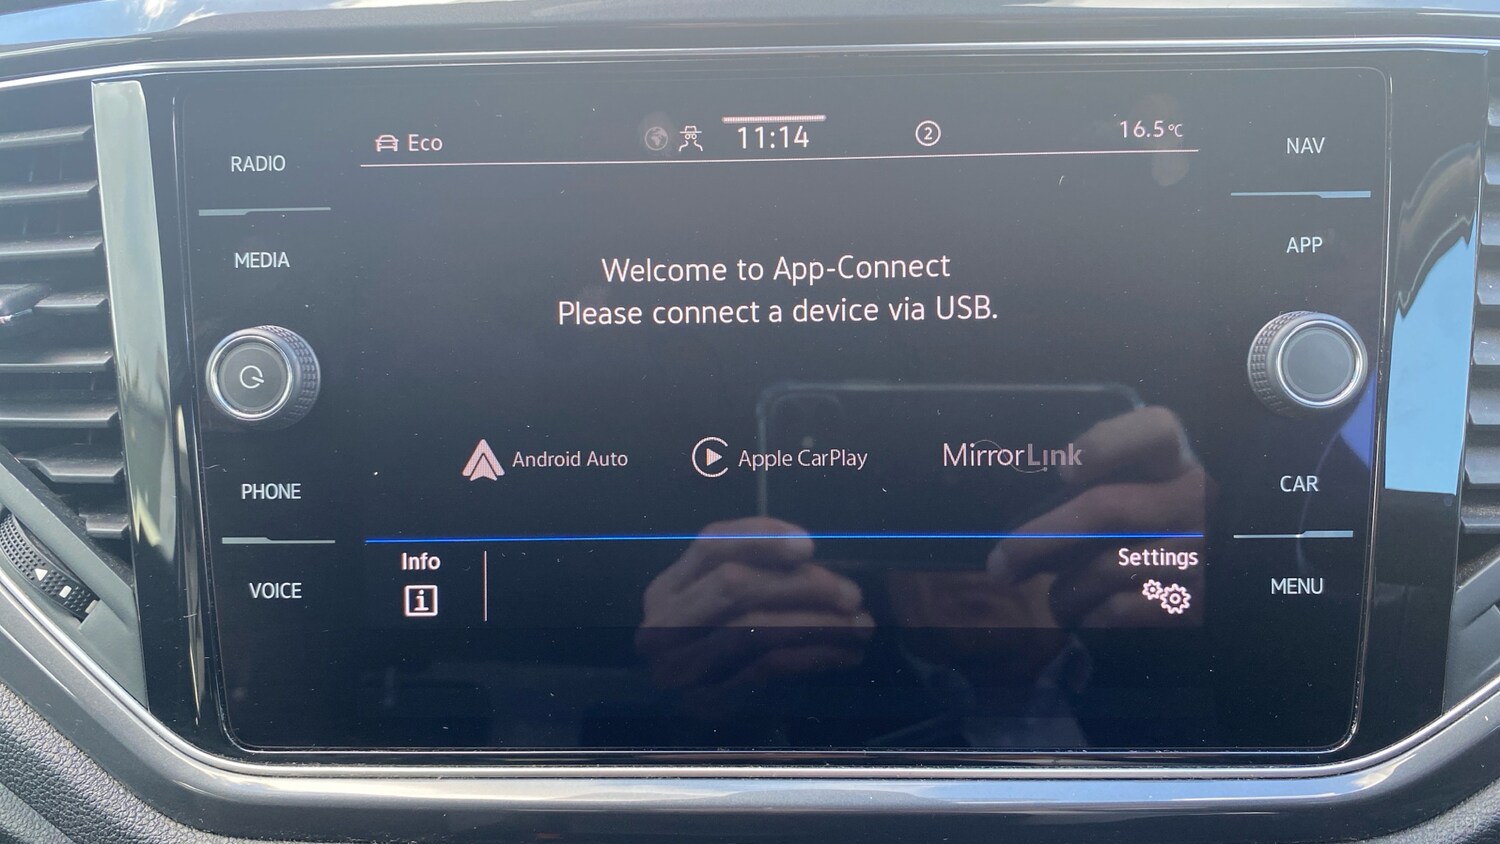 RADIO
MEDIA
PHONE
VOICE
Eco
11:14
2
16.5°C
Welcome to App-Connect
Please connect a device via USB.
Android Auto
Apple CarPlay
MirrorLink
Info
i
Settings
NAV
APP
CAR
MENU